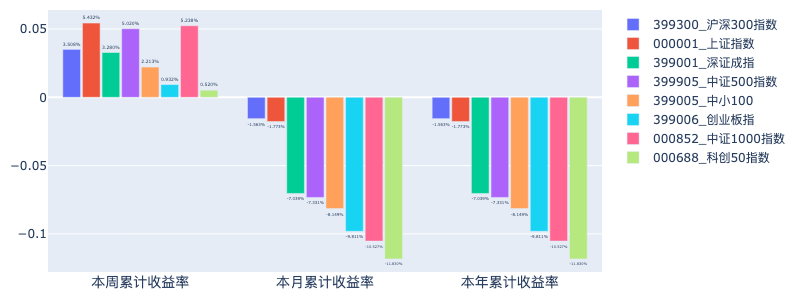 0.05
0
−0.05
−0.1
3.508%
5.432%
3.280%
5.020%
2.213%
0.932%
5.238%
0.520%
-1.563%
-1.773%
-7.039%
-7.331%
-8.149%
-9.811%
-10.527%
-11.830%
-1.563%
-1.773%
-7.039%
-7.331%
-8.149%
-9.811%
-10.527%
-11.830%
本周累计收益率
本月累计收益率
本年累计收益率
399300_沪深300指数
000001_上证指数
399001_深证成指
399905_中证500指数
399005_中小100
399006_创业板指
000852_中证1000指数
000688_科创50指数